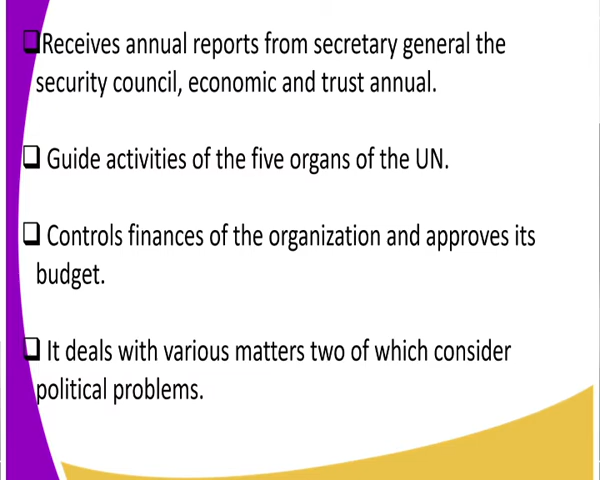 Receives annual reports from secretary general the
security council, economic and trust annual.
Guide activities of the five organs of the UN.
Controls finances of the organization and approves its
budget.
It deals with various matters two of which consider
political problems.